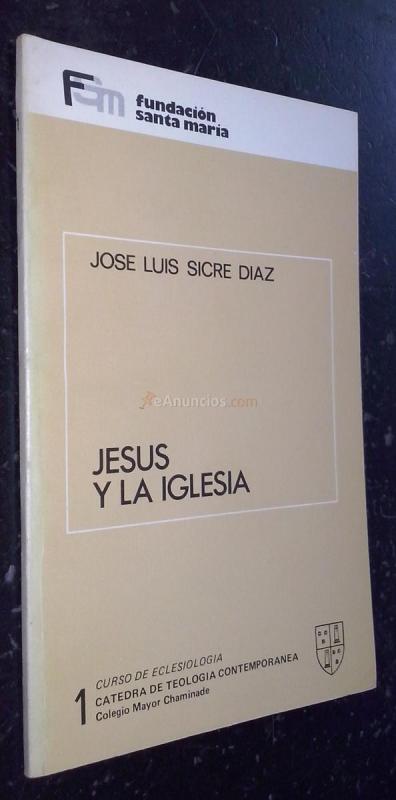 FSM
fundación
santa maría
JOSE LUIS SICRE DIAZ
eAnuncios.com
JESUS
Y LA IGLESIA
CURSO DE ECLESIOLOGIA
1 CATEDRA DE TEOLOGIA CONTEMPORANEA
Colegio Mayor Chaminade